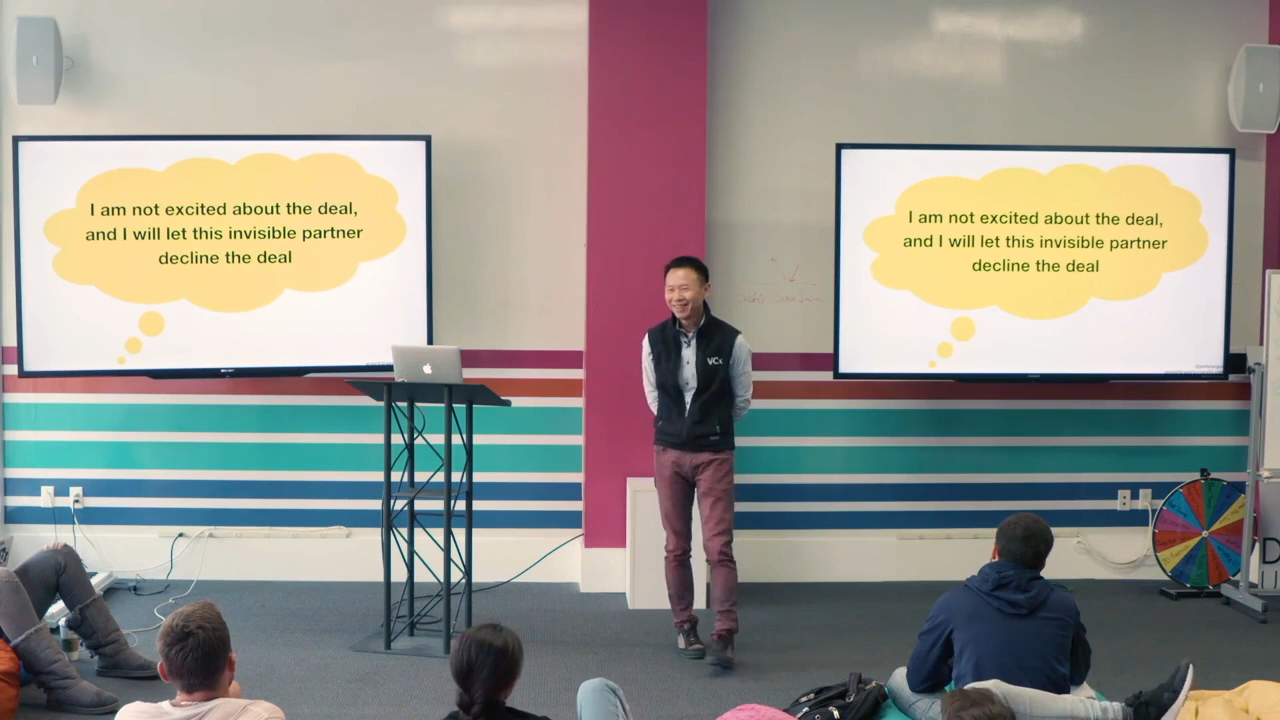 I am not excited about the deal,
and I will let this invisible partner
decline the deal
I am not excited about the deal,
and I will let this invisible partner
decline the deal
VCx